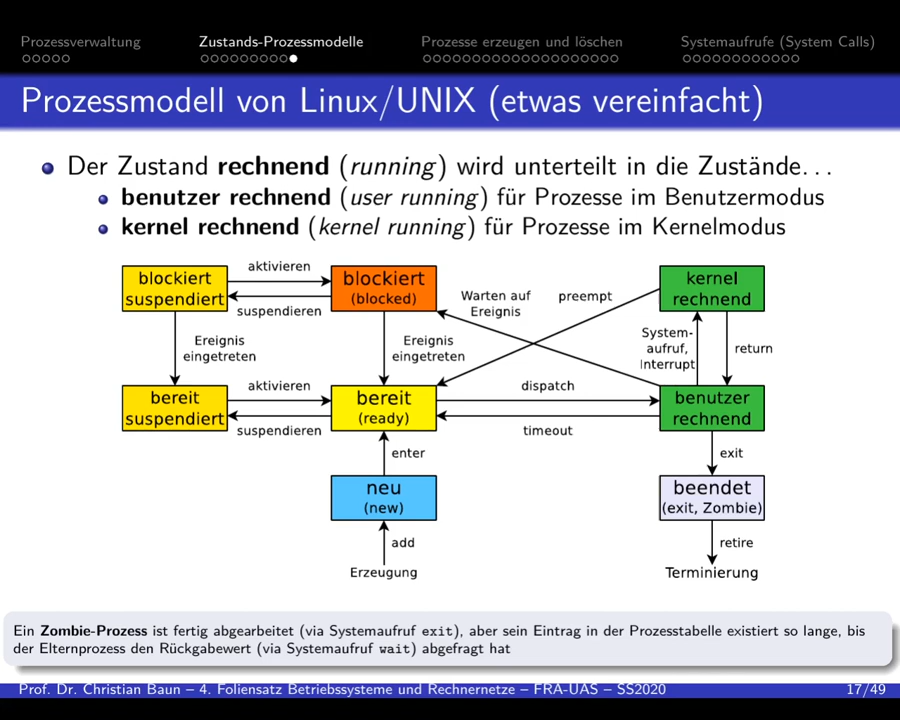 Prozessverwaltung Zustands-Prozessmodelle Prozesse erzeugen und löschen Systemaufrufe (System Calls)
Prozessmodell von Linux/UNIX (etwas vereinfacht)
Der Zustand rechnend (running) wird unterteilt in die Zustände...
benutzer rechnend (user running) für Prozesse im Benutzermodus
kernel rechnend (kernel running) für Prozesse im Kernelmodus
blockiert
suspendiert
aktivieren
suspendieren
blockiert
(blocked)
Warten auf
Ereignis
preempt
kernel
rechnend
Ereignis
eingetreten
Ereignis
eingetreten
System-
aufruf,
Interrupt
return
bereit
suspendiert
aktivieren
suspendieren
bereit
(ready)
dispatch
timeout
benutzer
rechnend
enter
exit
neu
(new)
beendet
(exit, Zombie)
add
retire
Erzeugung
Terminierung
Ein Zombie-Prozess ist fertig abgearbeitet (via Systemaufruf exit), aber sein Eintrag in der Prozesstabelle existiert so lange, bis
der Elternprozess den Rückgabewert (via Systemaufruf wait) abgefragt hat
Prof. Dr. Christian Baun – 4. Foliensatz Betriebssysteme und Rechnernetze – FRA-UAS – SS2020 17/49